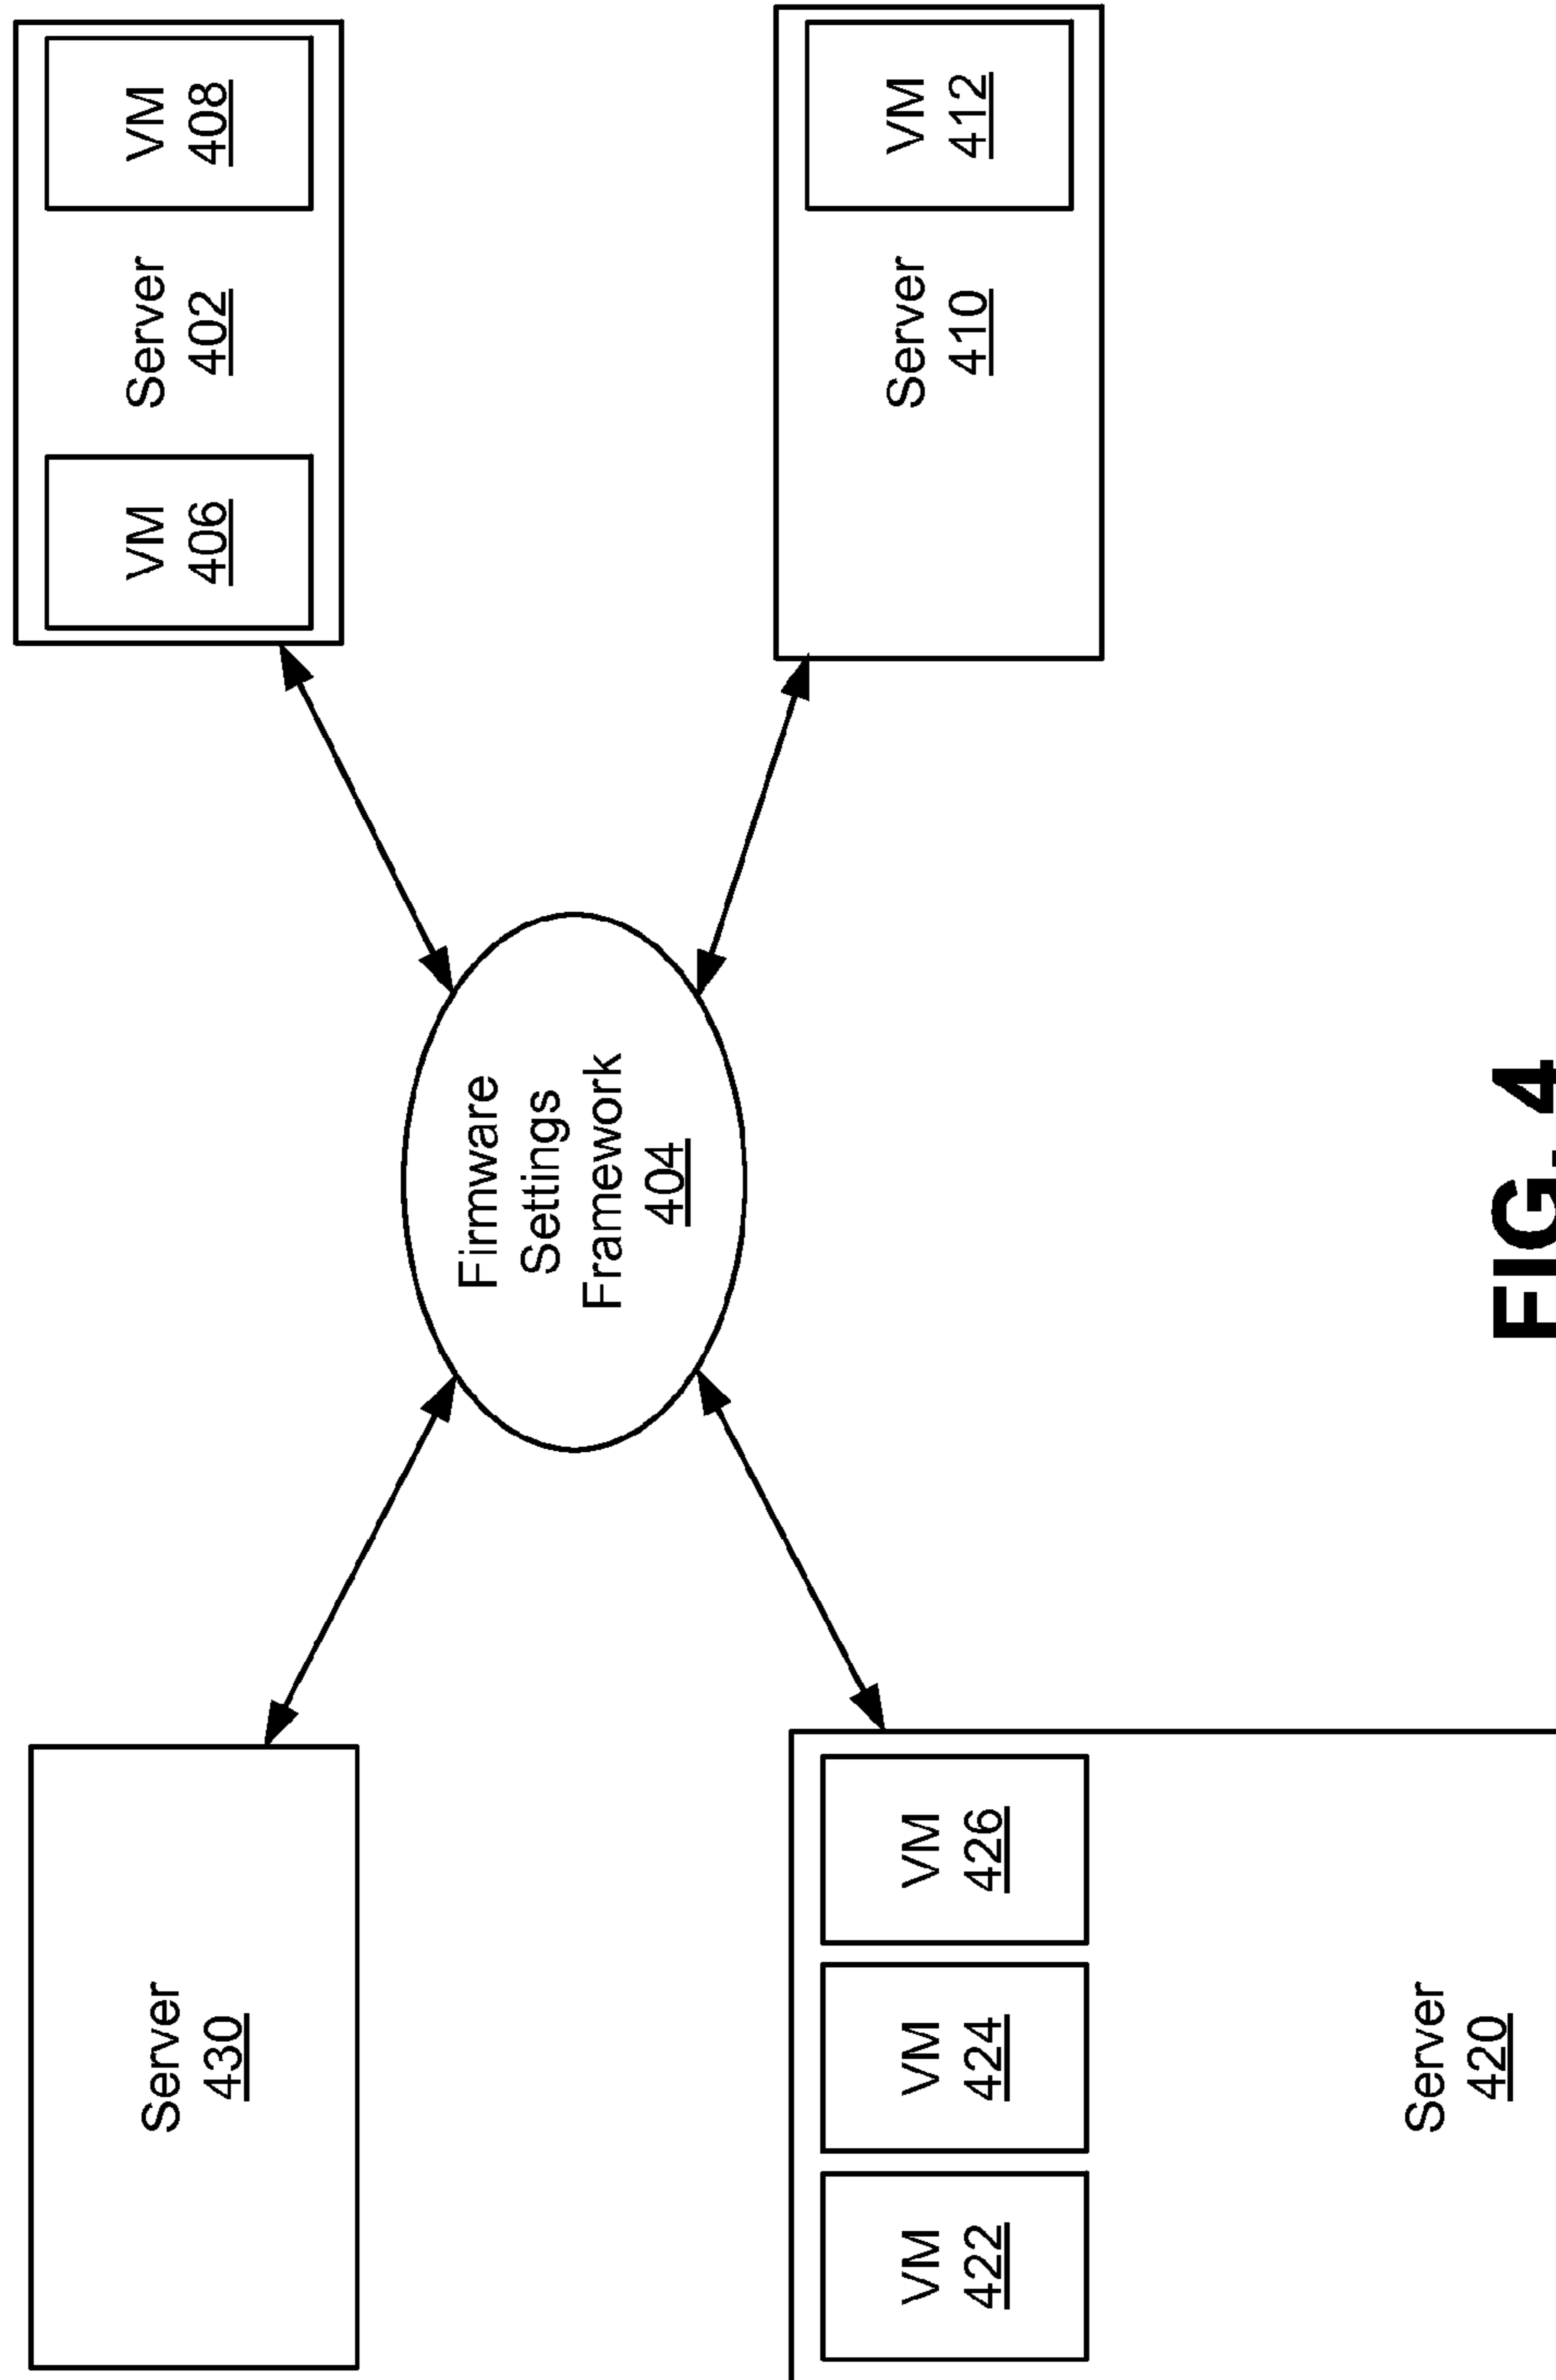 Server
430
VM
406
Server
402
VM
408
Firmware
Settings
Framework
404
VM
422
VM
424
VM
426
Server
420
Server
410
VM
412
FIG. 4